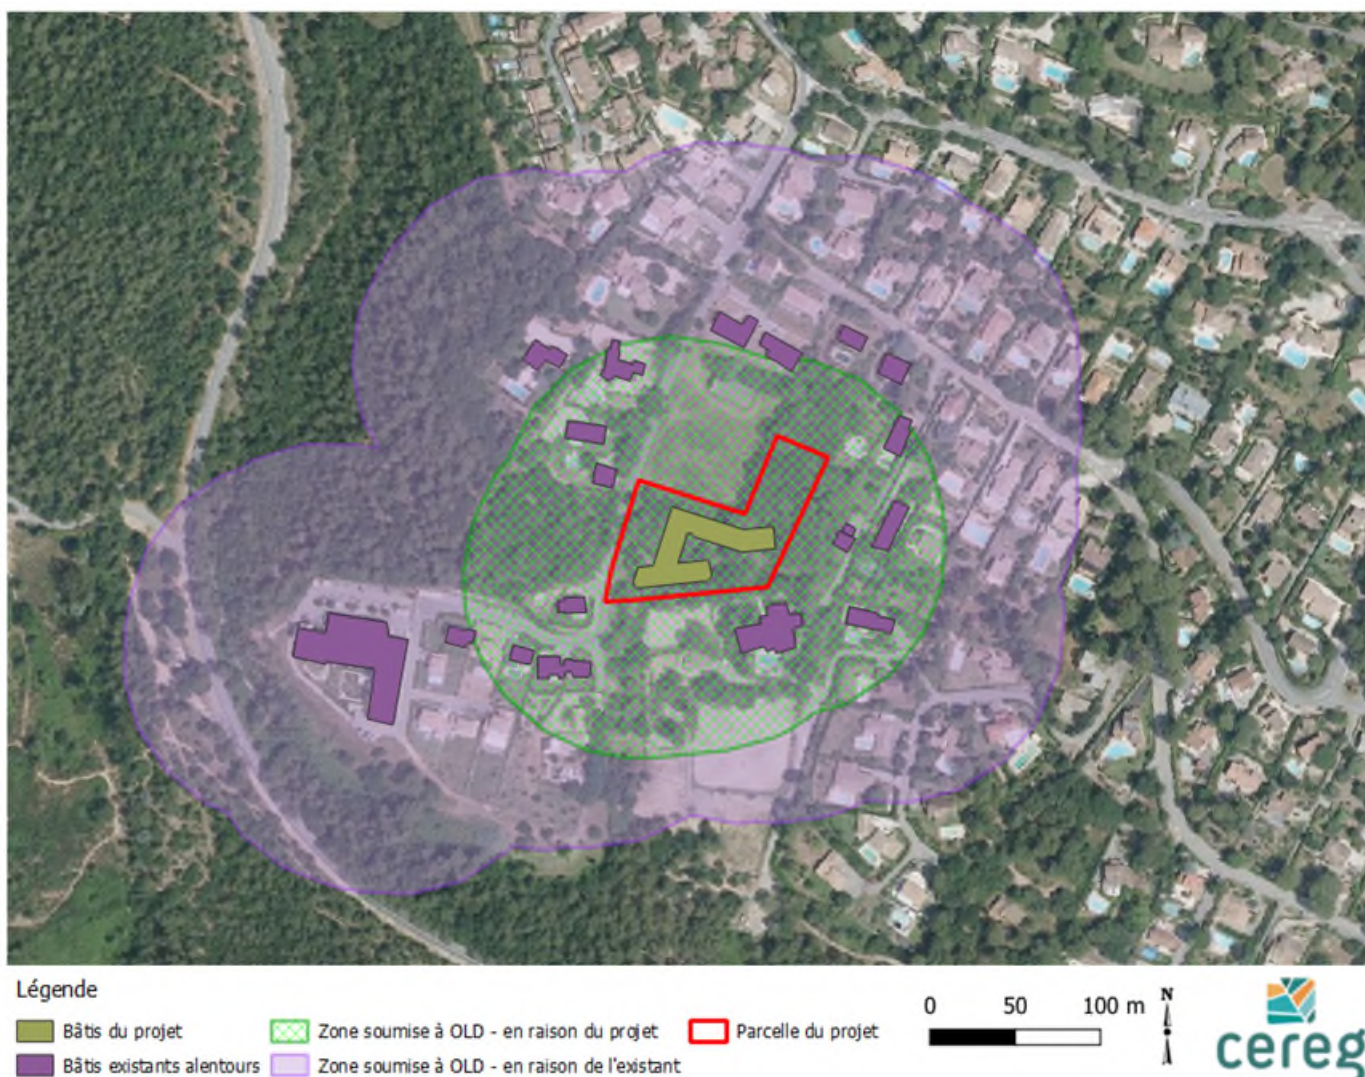 Légende
Bâtis du projet
Zone soumise à OLD - en raison du projet
Parcelle du projet
Bâtis existants alentours
Zone soumise à OLD - en raison de l'existant
0 50 100 m
N
cereg